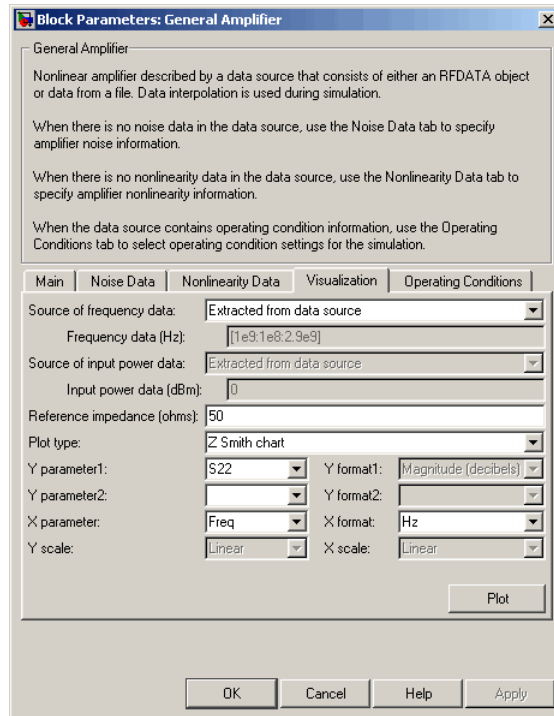 Block Parameters: General Amplifier
General Amplifier
Nonlinear amplifier described by a data source that consists of either an RFDATA object
or data from a file. Data interpolation is used during simulation.
When there is no noise data in the data source, use the Noise Data tab to specify
amplifier noise information.
When there is no nonlinearity data in the data source, use the Nonlinearity Data tab to
specify amplifier nonlinearity information.
When the data source contains operating condition information, use the Operating
Conditions tab to select operating condition settings for the simulation.
Main Noise Data Nonlinearity Data Visualization Operating Conditions
Source of frequency data: Extracted from data source
Frequency data (Hz): [1e9:1e8:2.9e9]
Source of input power data: Extracted from data source
Input power data (dBm): 0
Reference impedance (ohms): 50
Plot type: Z Smith chart
Y parameter1: S22 Y format1: Magnitude (decibels)
Y parameter2: Y format2:
X parameter: Freq X format: Hz
Y scale: Linear X scale: Linear
Plot
OK Cancel Help Apply